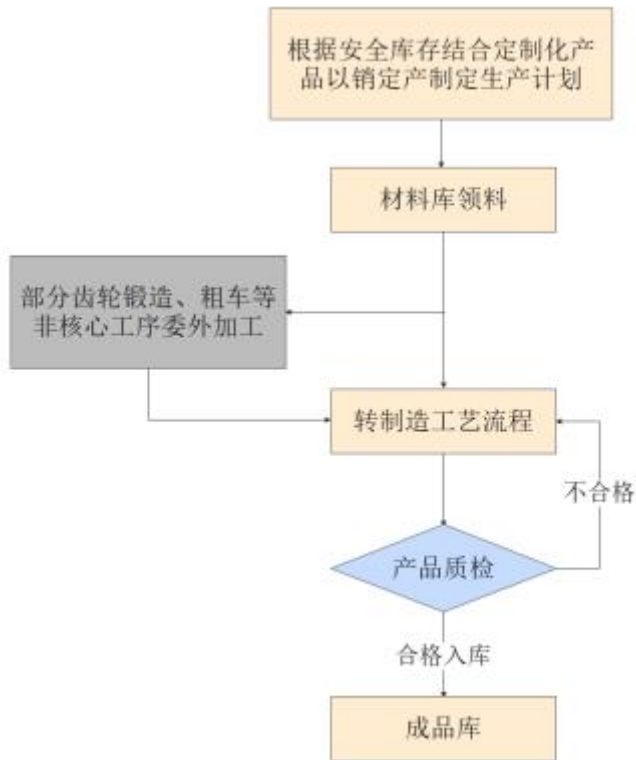 根据安全库存结合定制化产
品以销定产制定生产计划
材料库领料
部分齿轮锻造、粗车等
非核心工序委外加工
转制造工艺流程
不合格
产品质检
合格入库
成品库